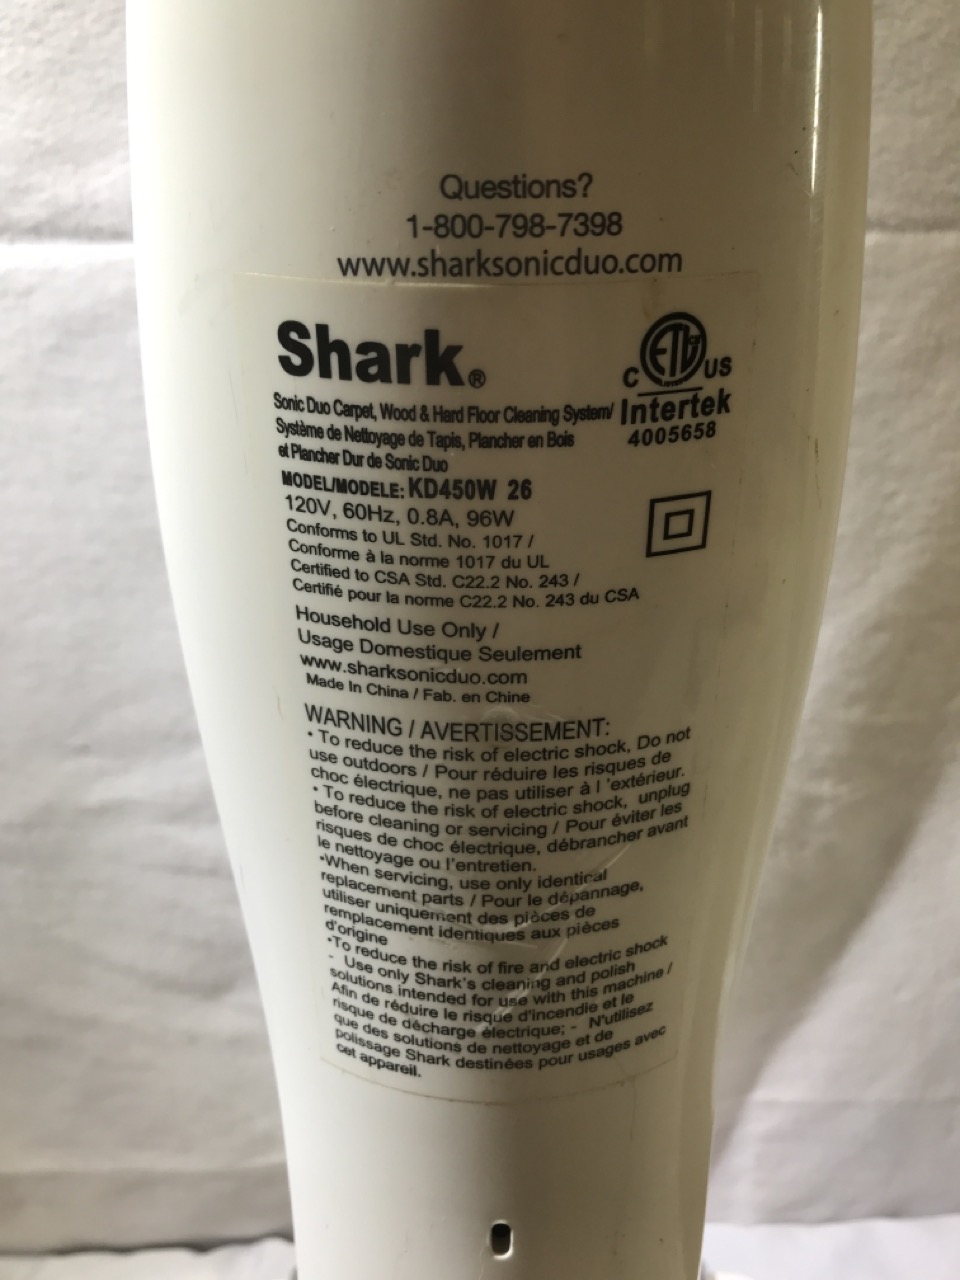 Questions?
1-800-798-7398
www.sharksonicduo.com
Shark®
C ETL US
Intertek
4005658
Sonic Duo Carpet, Wood & Hard Floor Cleaning System/
Système de Nettoyage de Tapis, Plancher en Bois
et Plancher Dur de Sonic Duo
MODEL/MODELE: KD450W 26
120V, 60Hz, 0.8A, 96W
Conforms to UL Std. No. 1017 /
Conforme à la norme 1017 du UL
Certified to CSA Std. C22.2 No. 243 /
Certifié pour la norme C22.2 No. 243 du CSA
Household Use Only /
Usage Domestique Seulement
www.sharksonicduo.com
Made In China / Fab. en Chine
WARNING / AVERTISSEMENT:
• To reduce the risk of electric shock, Do not
use outdoors / Pour réduire les risques de
choc électrique, ne pas utiliser à l 'extérieur.
• To reduce the risk of electric shock, unplug
before cleaning or servicing / Pour éviter les
risques de choc électrique, débrancher avant
le nettoyage ou l'entretien.
•When servicing, use only identical
replacement parts / Pour le dépannage,
utiliser uniquement des pièces de
remplacement identiques aux pièces
d'origine
•To reduce the risk of fire and electric shock
- Use only Shark's cleaning and polish
solutions intended for use with this machine /
Afin de réduire le risque d'incendie et le
risque de décharge électrique; - N'utilisez
que des solutions de nettoyage et de
polissage Shark destinées pour usages avec
cet appareil.